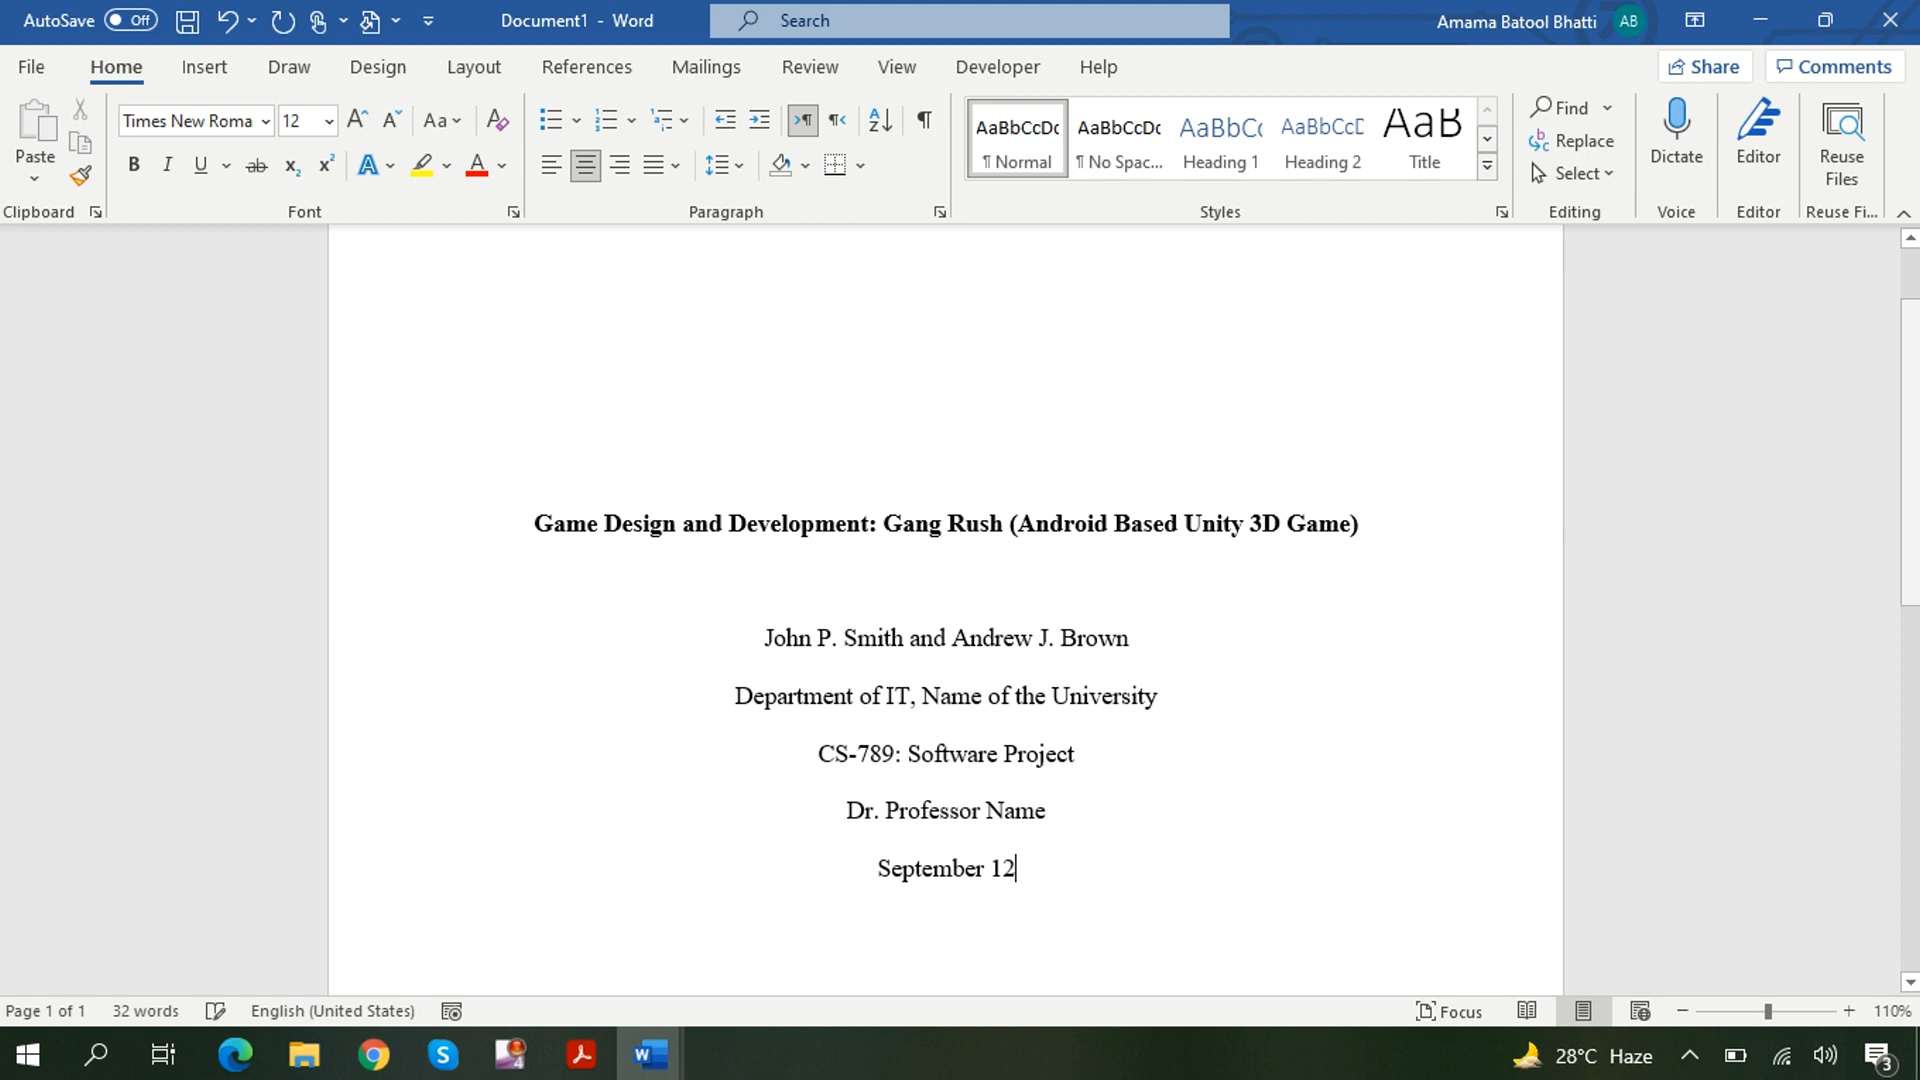 AutoSave Off Document1 - Word Search Amama Batool Bhatti AB
File Home Insert Draw Design Layout References Mailings Review View Developer Help Share Comments
Paste Times New Roma 12 Aa AaBbCcDc AaBbCcDc AaBbCc AaBbCcD AaB Find Replace Select Dictate Editor Reuse Files
B I U ab x₂ x² A A ¶ Normal ¶ No Spac... Heading 1 Heading 2 Title
Clipboard Font Paragraph Styles Editing Voice Editor Reuse Fi...
Game Design and Development: Gang Rush (Android Based Unity 3D Game)
John P. Smith and Andrew J. Brown
Department of IT, Name of the University
CS-789: Software Project
Dr. Professor Name
September 12
Page 1 of 1 32 words English (United States) Focus 110%
28°C Haze 3